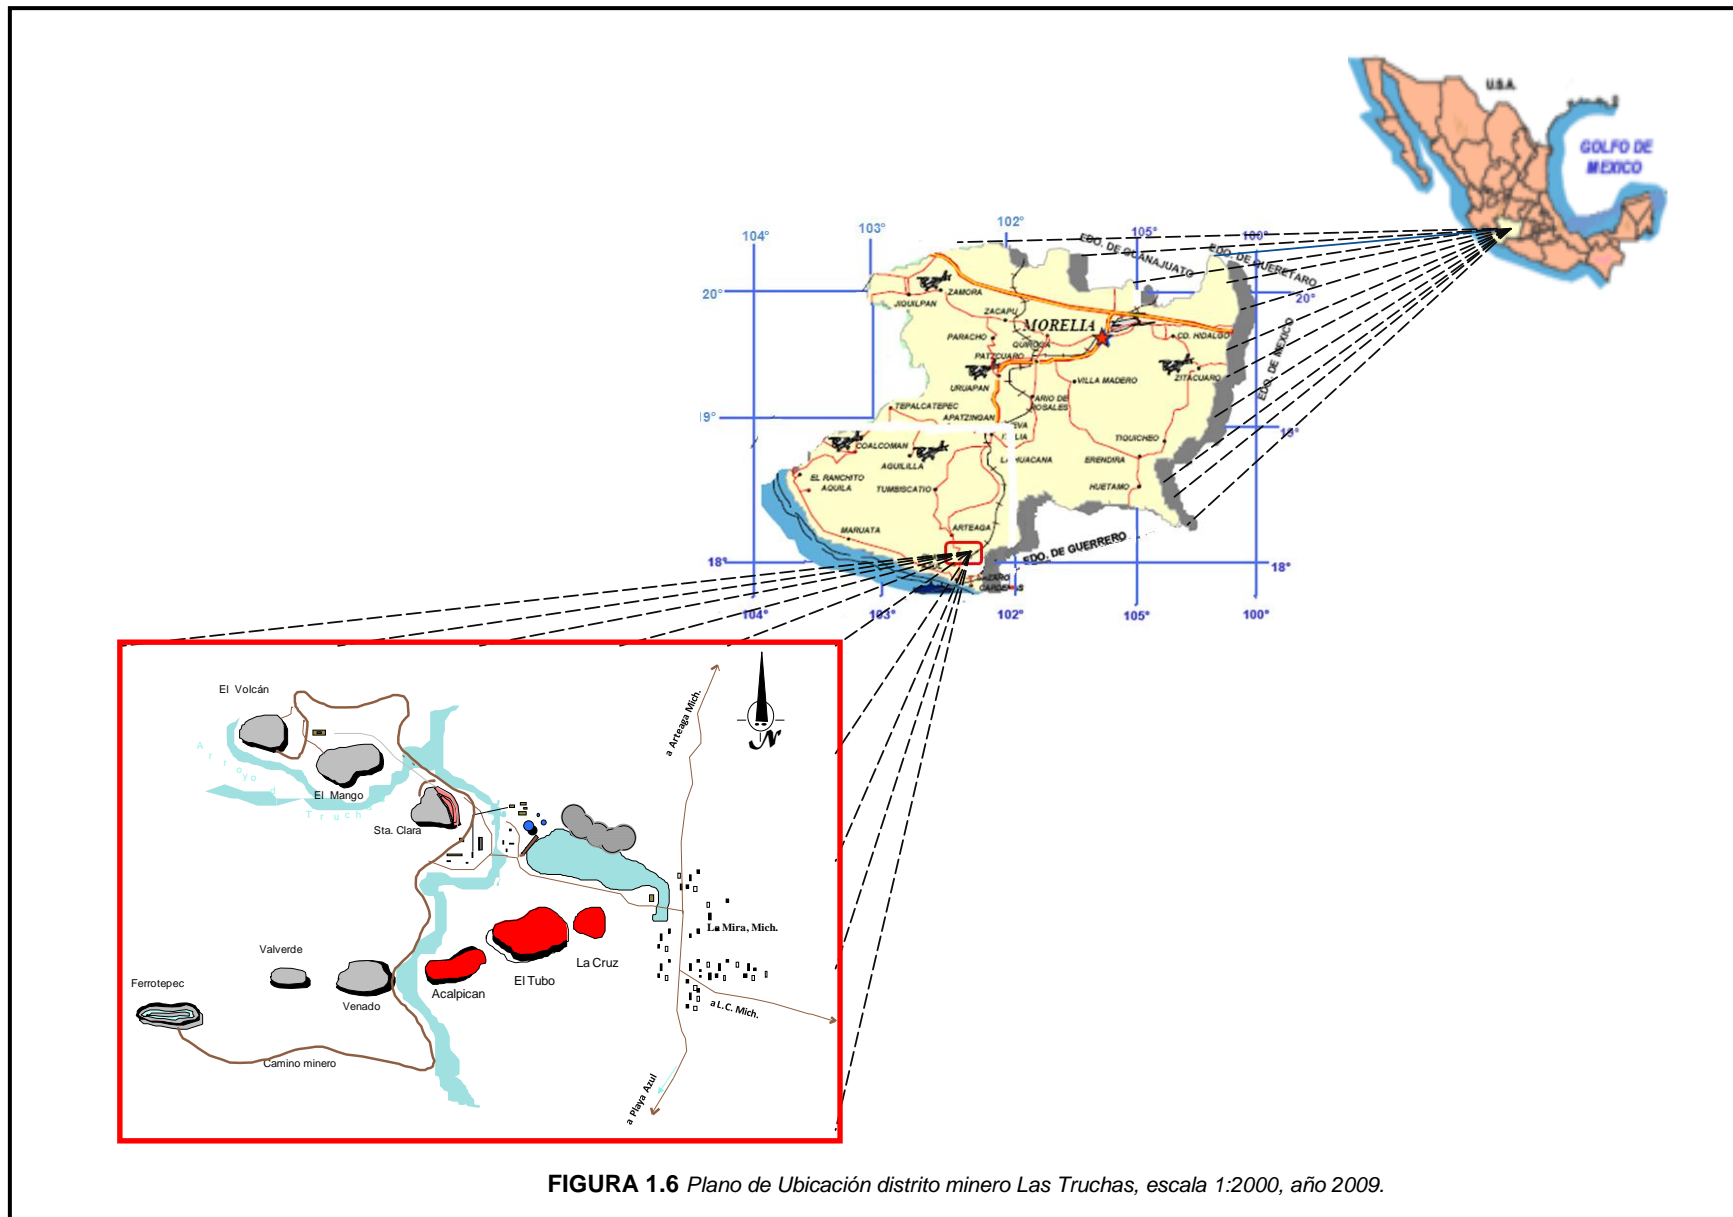 U.S.A.
GOLFO DE
MEXICO
104°
103°
102°
105°
100°
EDO. DE GUANAJUATO
EDO. DE QUERETARO
20°
20°
ZAMORA
JIQUILPAN
ZACAPU
MORELIA
PARACHO
QUIROGA
CD. HIDALGO
PATZCUARO
URUAPAN
VILLA MADERO
ZITACUARO
EDO. DE MEXICO
TEPALCATEPEC
ARIO DE
ROSALES
19°
APATZINGAN
19°
COALCOMAN
TIQUICHEO
AGUILILLA
ERENDIRA
EL RANCHITO
AQUILA
TUMBISCATIO
HUETAMO
MARUATA
ARTEAGA
EDO. DE GUERRERO
18°
18°
104°
103°
102°
105°
100°
El Volcán
a Arteaga Mich.
N
El Mango
Sta. Clara
La Mira, Mich.
Valverde
La Cruz
Ferrotepec
El Tubo
Acalpican
Venado
a L.C. Mich.
Camino minero
a Playa Azul
FIGURA 1.6 Plano de Ubicación distrito minero Las Truchas, escala 1:2000, año 2009.